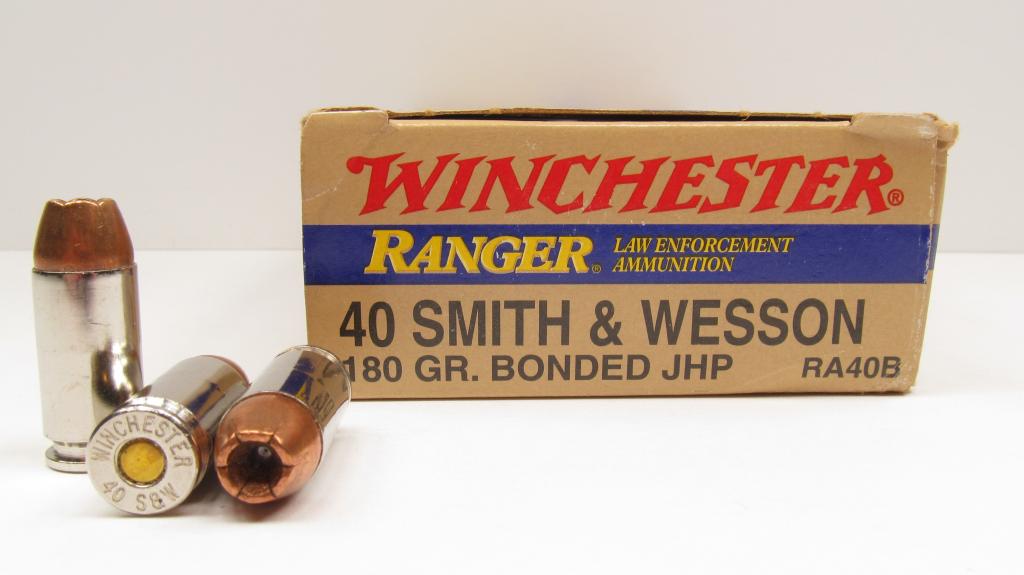 WINCHESTER®
RANGER® LAW ENFORCEMENT
AMMUNITION
40 SMITH & WESSON
180 GR. BONDED JHP RA40B
WINCHESTER
40 S&W